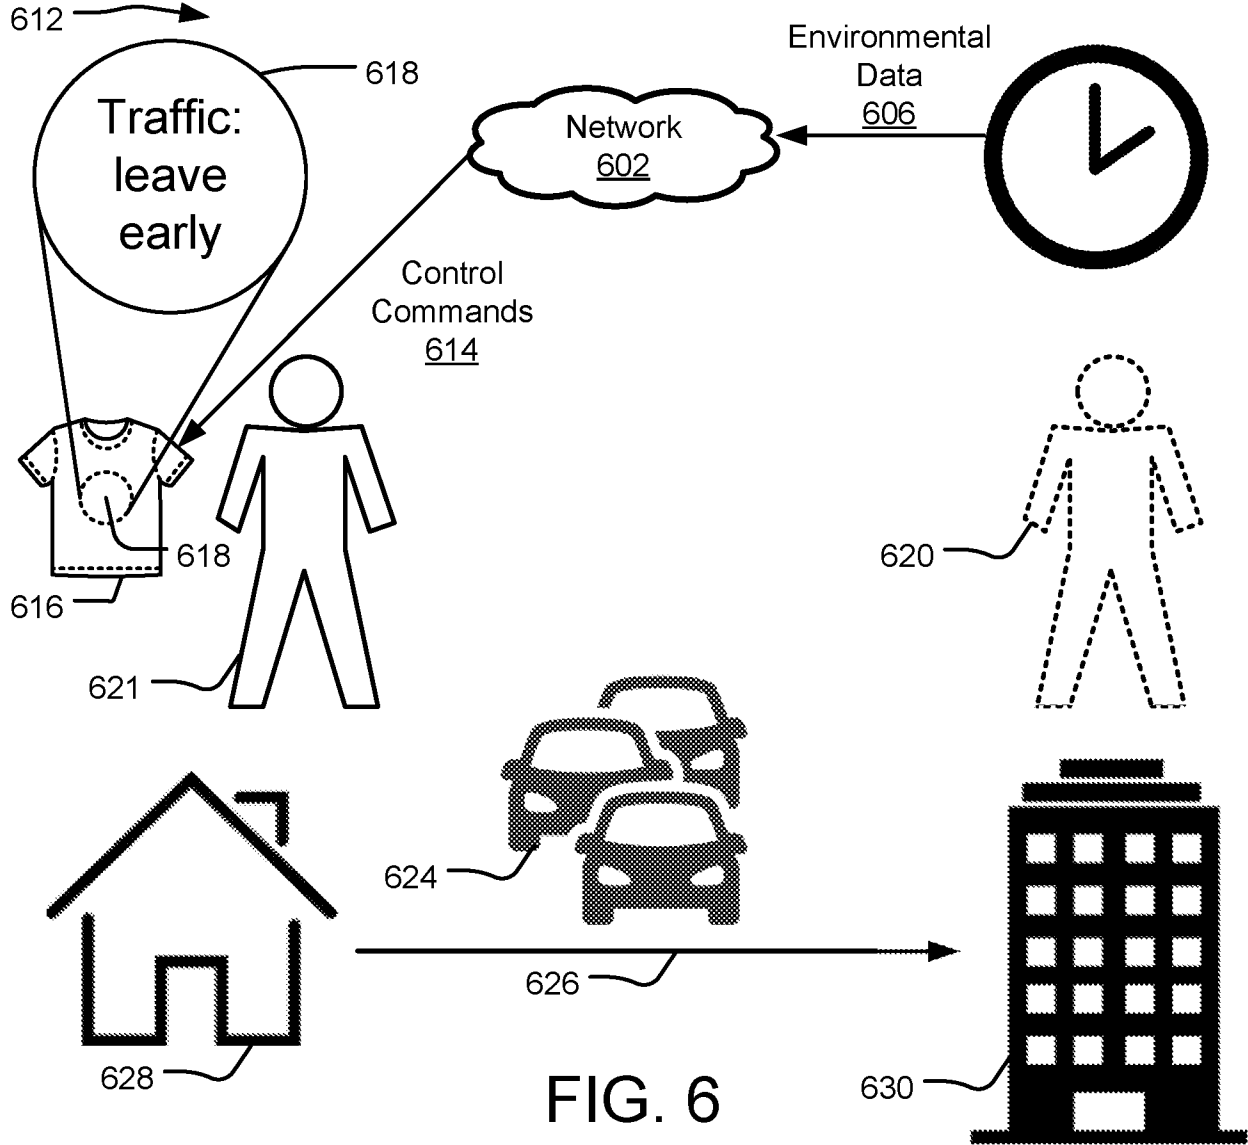 612
618
Traffic:
leave
early
Environmental
Data
606
Network
602
Control
Commands
614
618
616
620
621
624
626
628
630
FIG. 6